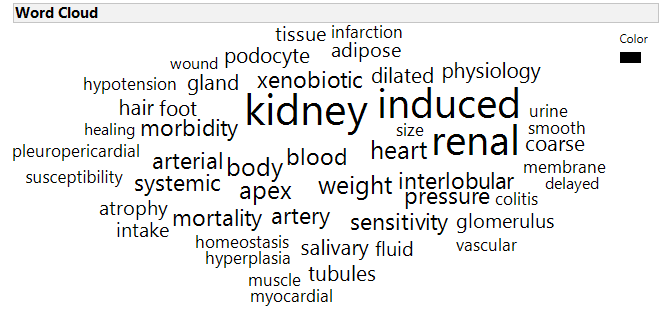 Word Cloud
Color
tissue infarction
wound podocyte adipose
hypotension gland xenobiotic dilated physiology
hair foot kidney induced urine
healing morbidity size renal smooth
pleuropericardial arterial body blood heart coarse
susceptibility systemic apex weight interlobular membrane
pressure colitis delayed
atrophy mortality artery sensitivity glomerulus
intake homeostasis salivary fluid vascular
hyperplasia
muscle tubules
myocardial